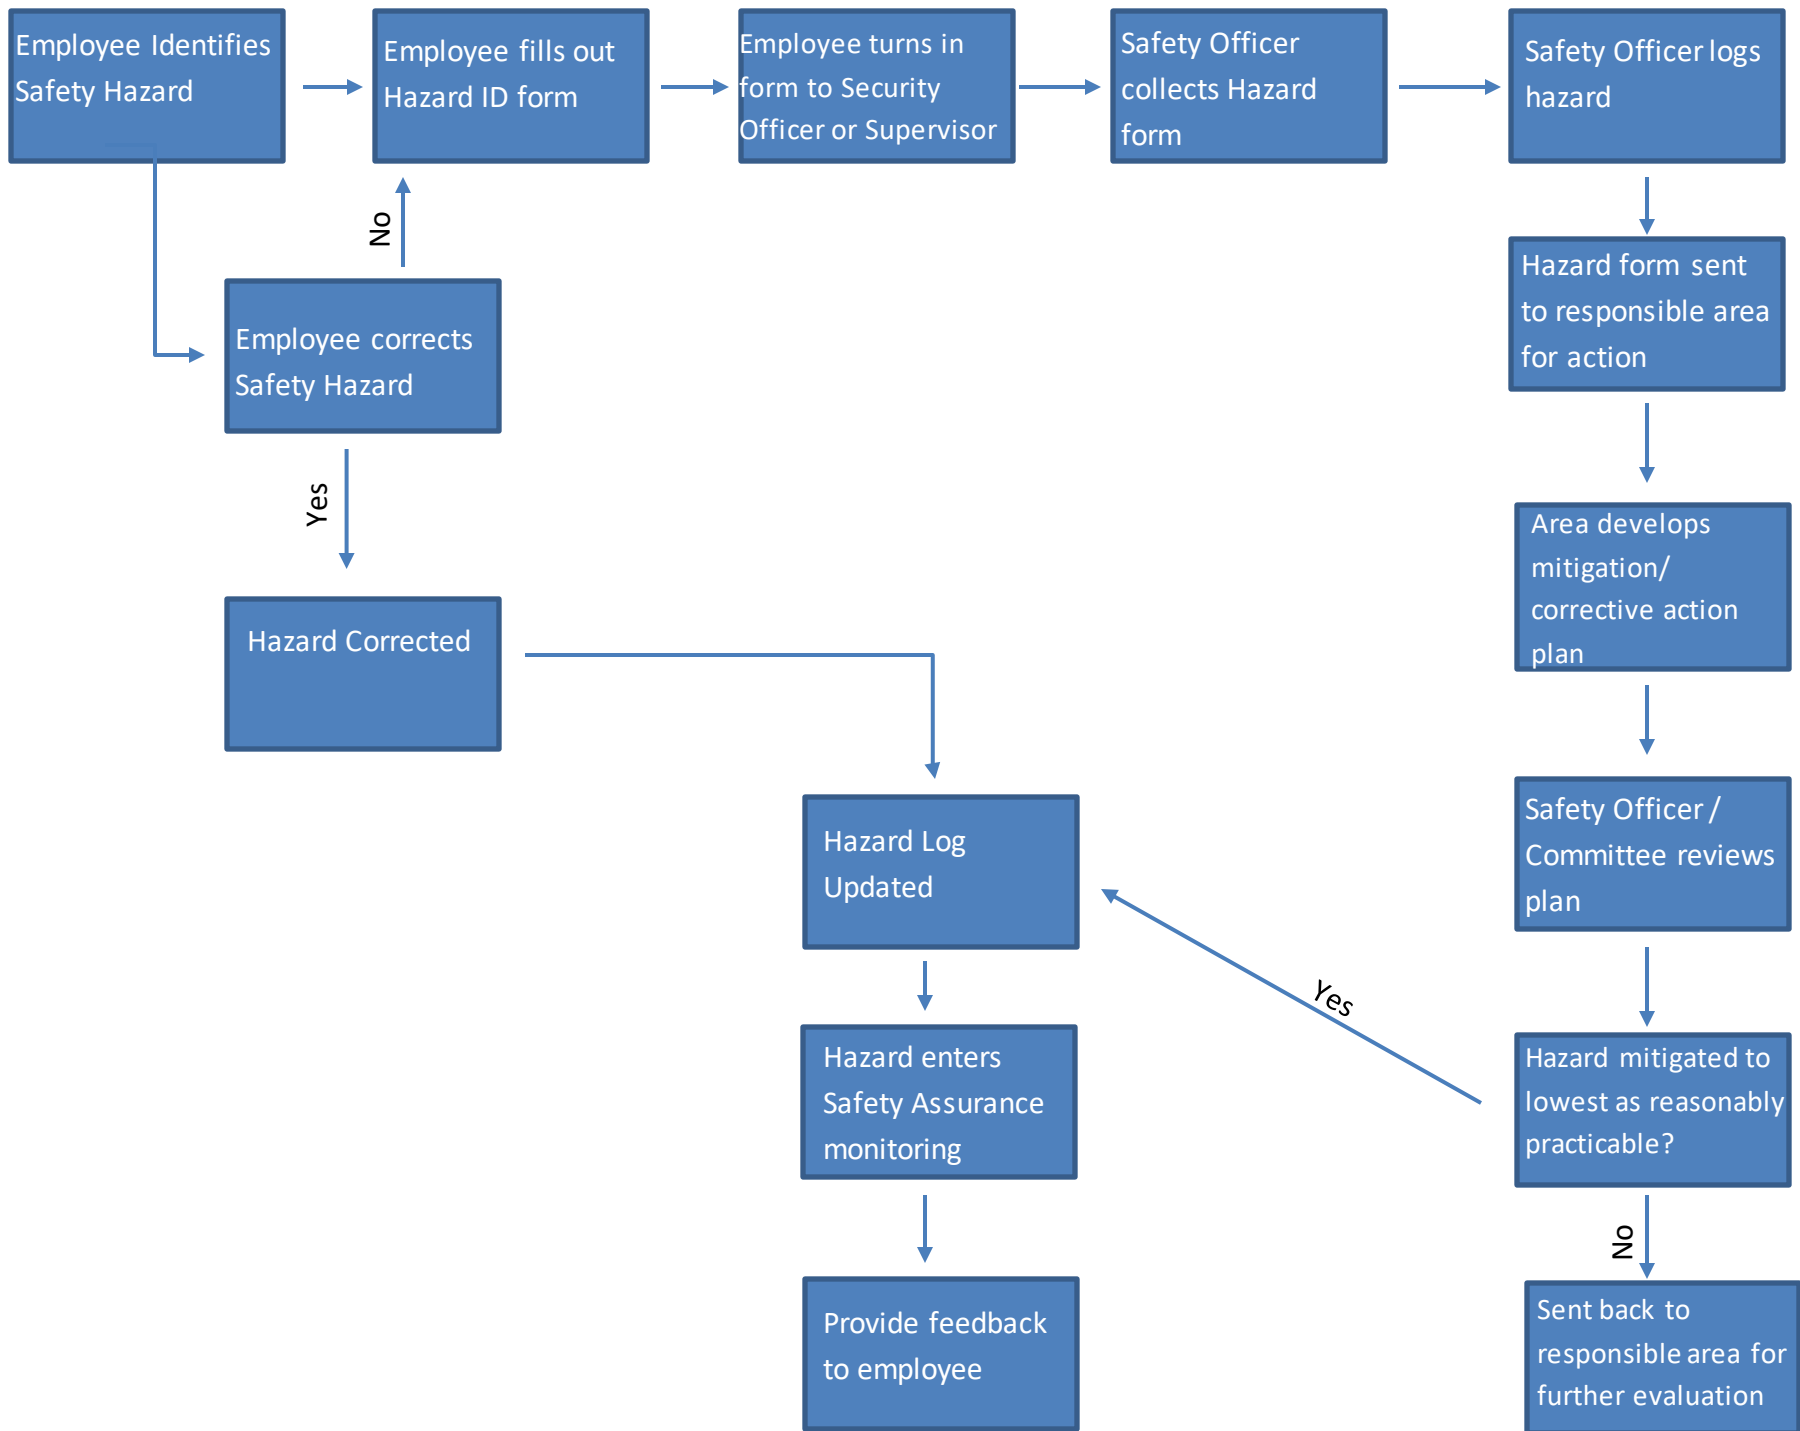 Employee Identifies
Safety Hazard
Employee fills out
Hazard ID form
Employee turns in
form to Security
Officer or Supervisor
Safety Officer
collects Hazard
form
Safety Officer logs
hazard
No
Hazard form sent
to responsible area
for action
Employee corrects
Safety Hazard
Yes
Area develops
mitigation/
corrective action
plan
Hazard Corrected
Safety Officer /
Committee reviews
plan
Hazard Log
Updated
Yes
Hazard mitigated to
lowest as reasonably
practicable?
Hazard enters
Safety Assurance
monitoring
No
Provide feedback
to employee
Sent back to
responsible area for
further evaluation